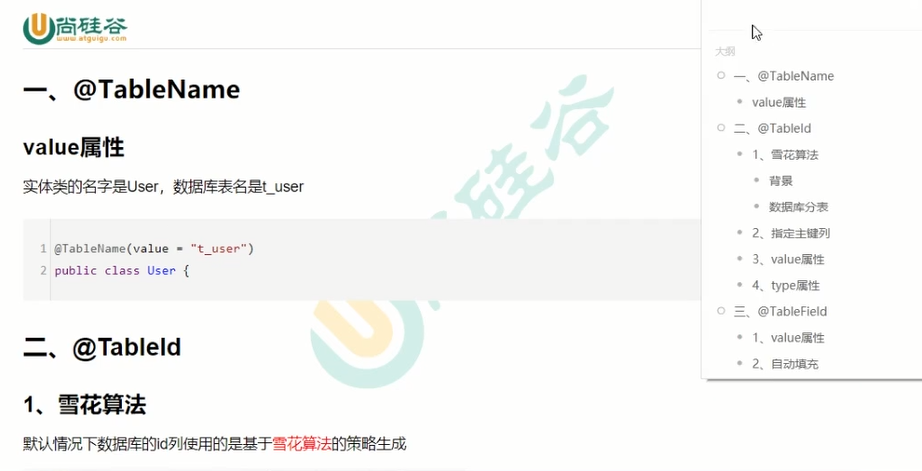 尚硅谷
www.atguigu.com
一、@TableName
value属性
实体类的名字是User，数据库表名是t_user
1 @TableName(value = "t_user")
2 public class User {
二、@TableId
1、雪花算法
默认情况下数据库的id列使用的是基于雪花算法的策略生成
大纲
一、@TableName
value属性
二、@TableId
1、雪花算法
背景
数据库分表
2、指定主键列
3、value属性
4、type属性
三、@TableField
1、value属性
2、自动填充
硅谷